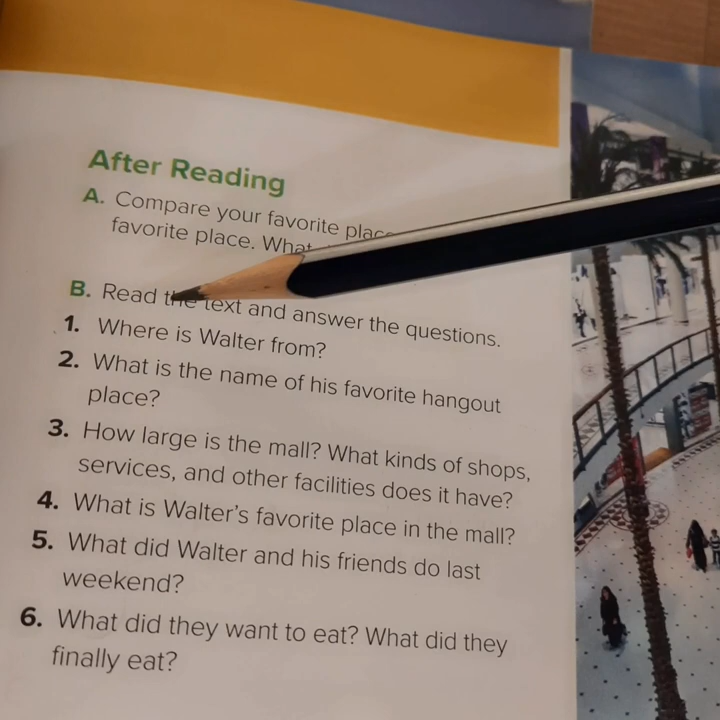 After Reading
A. Compare your favorite place
favorite place. What
B. Read the text and answer the questions.
1. Where is Walter from?
2. What is the name of his favorite hangout
place?
3. How large is the mall? What kinds of shops,
services, and other facilities does it have?
4. What is Walter's favorite place in the mall?
5. What did Walter and his friends do last
weekend?
6. What did they want to eat? What did they
finally eat?